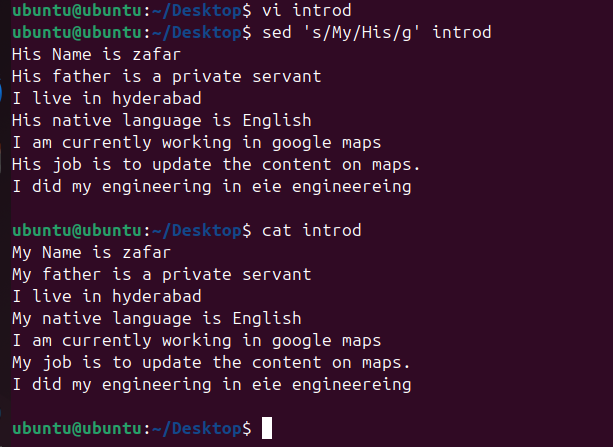 ubuntu@ubuntu:~/Desktop$ vi introd
ubuntu@ubuntu:~/Desktop$ sed 's/My/His/g' introd
His Name is zafar
His father is a private servant
I live in hyderabad
His native language is English
I am currently working in google maps
His job is to update the content on maps.
I did my engineering in eie engineereing
ubuntu@ubuntu:~/Desktop$ cat introd
My Name is zafar
My father is a private servant
I live in hyderabad
My native language is English
I am currently working in google maps
My job is to update the content on maps.
I did my engineering in eie engineereing
ubuntu@ubuntu:~/Desktop$